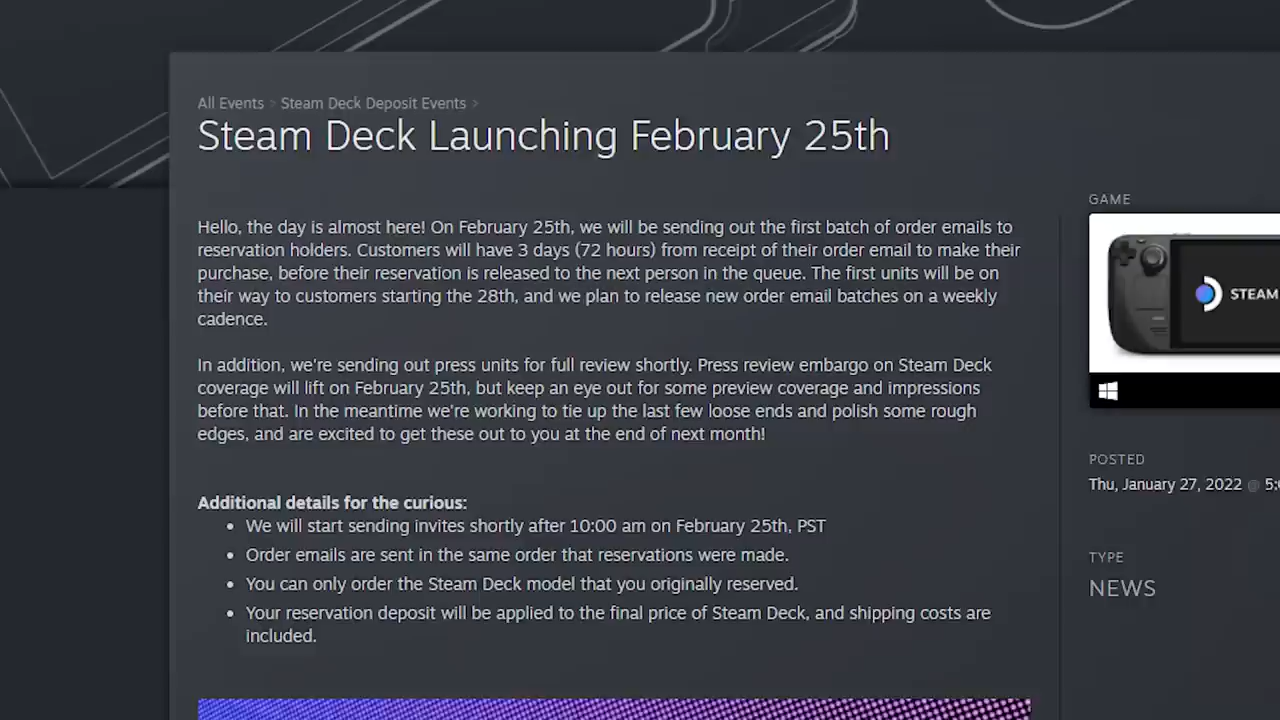 All Events > Steam Deck Deposit Events >
Steam Deck Launching February 25th
Hello, the day is almost here! On February 25th, we will be sending out the first batch of order emails to
reservation holders. Customers will have 3 days (72 hours) from receipt of their order email to make their
purchase, before their reservation is released to the next person in the queue. The first units will be on
their way to customers starting the 28th, and we plan to release new order email batches on a weekly
cadence.
In addition, we're sending out press units for full review shortly. Press review embargo on Steam Deck
coverage will lift on February 25th, but keep an eye out for some preview coverage and impressions
before that. In the meantime we're working to tie up the last few loose ends and polish some rough
edges, and are excited to get these out to you at the end of next month!
Additional details for the curious:
• We will start sending invites shortly after 10:00 am on February 25th, PST
• Order emails are sent in the same order that reservations were made.
• You can only order the Steam Deck model that you originally reserved.
• Your reservation deposit will be applied to the final price of Steam Deck, and shipping costs are
included.
GAME
STEAM
POSTED
Thu, January 27, 2022 @ 5:
TYPE
NEWS